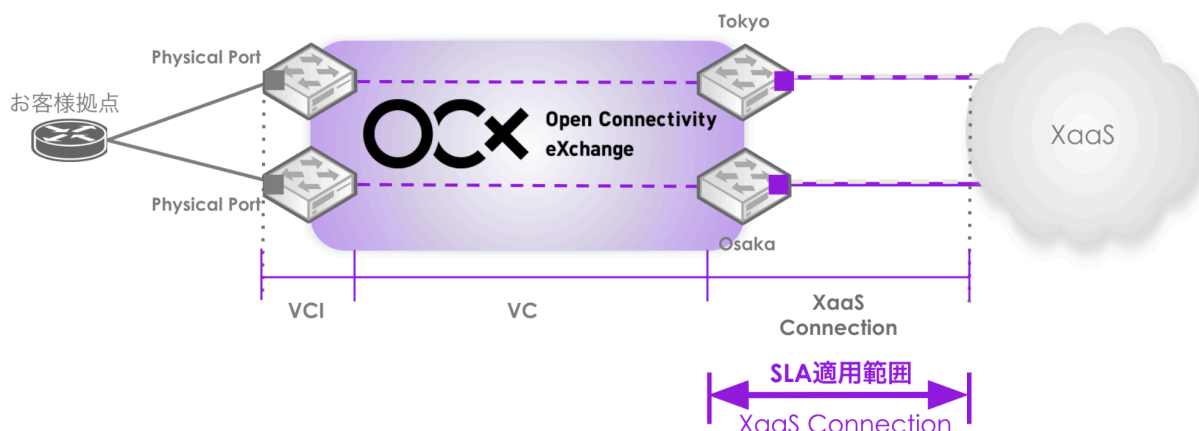 Tokyo
Physical Port
お客様拠点
OCX
Open Connectivity
eXchange
XaaS
Physical Port
Osaka
VCI
VC
XaaS
Connection
SLA適用範囲
XaaS Connection